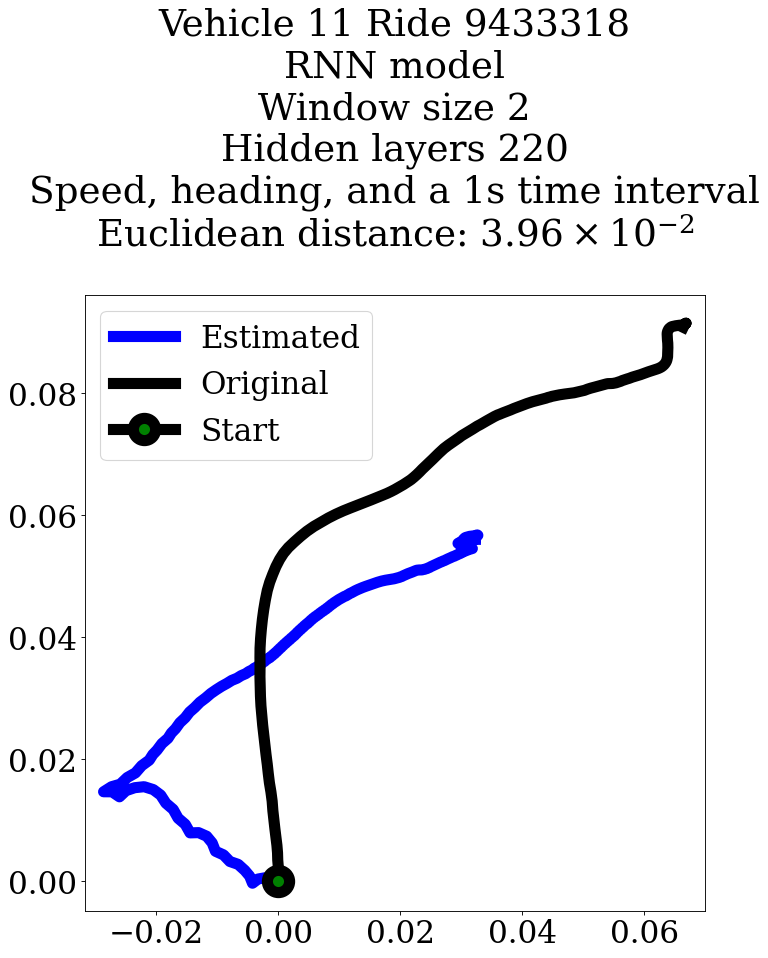 Vehicle 11 Ride 9433318
RNN model
Window size 2
Hidden layers 220
Speed, heading, and a 1s time interval
Euclidean distance: 3.96 × 10⁻²
Estimated
Original
Start
0.08
0.06
0.04
0.02
0.00
−0.02 0.00 0.02 0.04 0.06